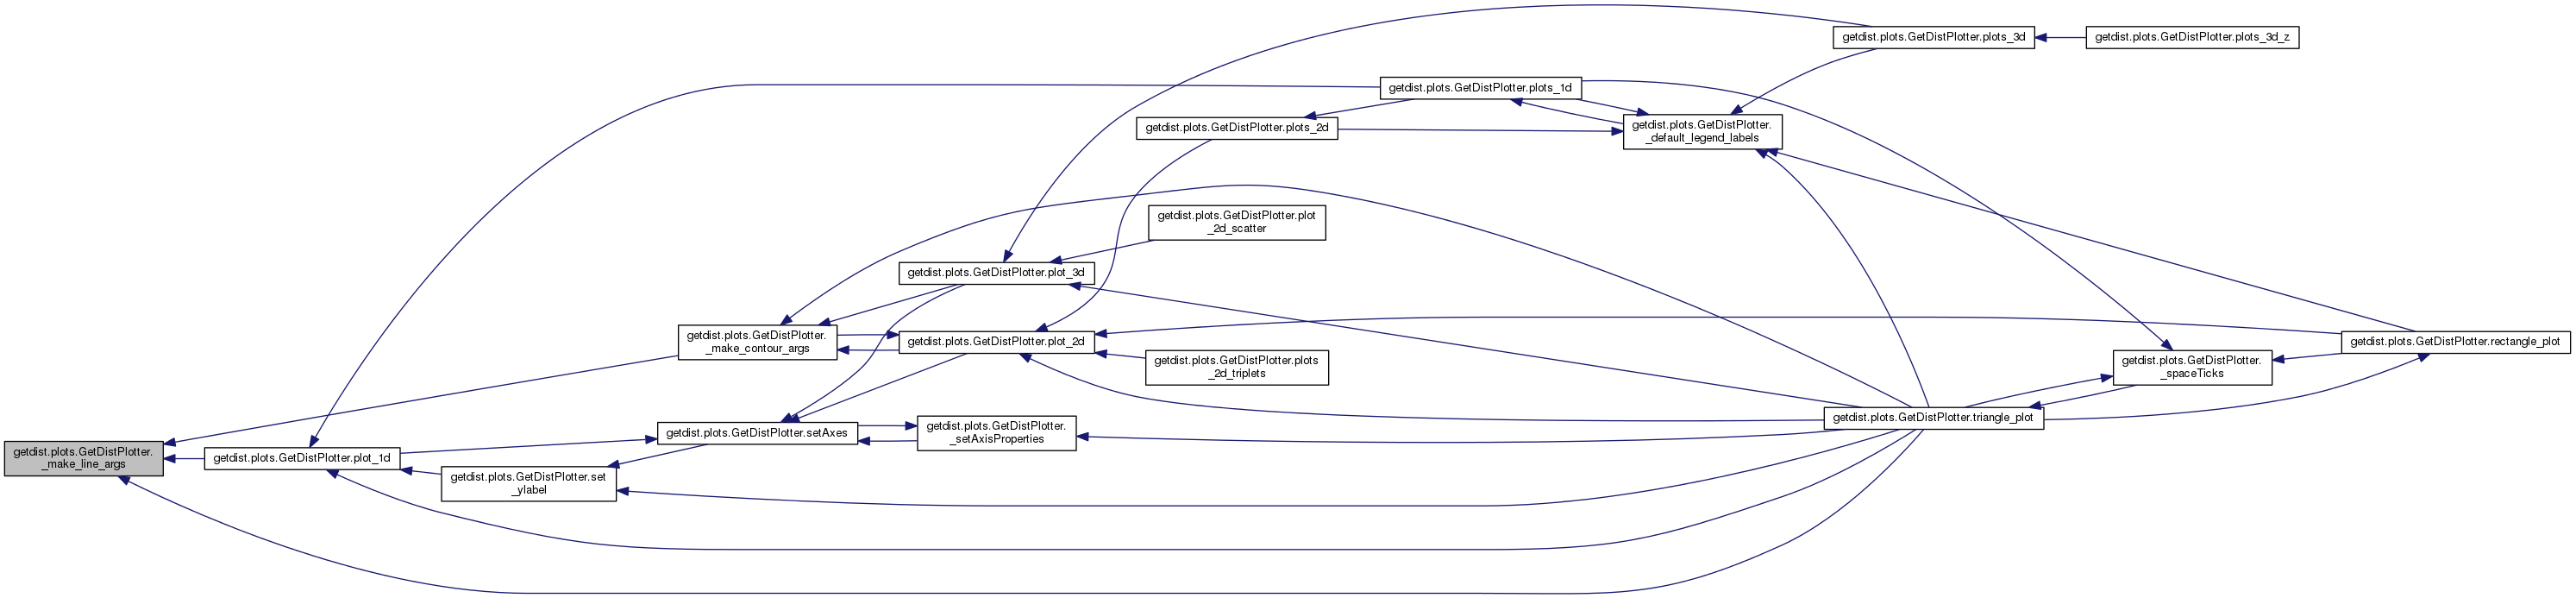 getdist.plots.GetDistPlotter.plots_3d
getdist.plots.GetDistPlotter.plots_3d_z
getdist.plots.GetDistPlotter.plots_1d
getdist.plots.GetDistPlotter.plots_2d
getdist.plots.GetDistPlotter.
_default_legend_labels
getdist.plots.GetDistPlotter.plot
_2d_scatter
getdist.plots.GetDistPlotter.plot_3d
getdist.plots.GetDistPlotter.
_make_contour_args
getdist.plots.GetDistPlotter.plot_2d
getdist.plots.GetDistPlotter.plots
_2d_triplets
getdist.plots.GetDistPlotter.
_spaceTicks
getdist.plots.GetDistPlotter.rectangle_plot
getdist.plots.GetDistPlotter.triangle_plot
getdist.plots.GetDistPlotter.setAxes
getdist.plots.GetDistPlotter.
_setAxisProperties
getdist.plots.GetDistPlotter.
_make_line_args
getdist.plots.GetDistPlotter.plot_1d
getdist.plots.GetDistPlotter.set
_ylabel